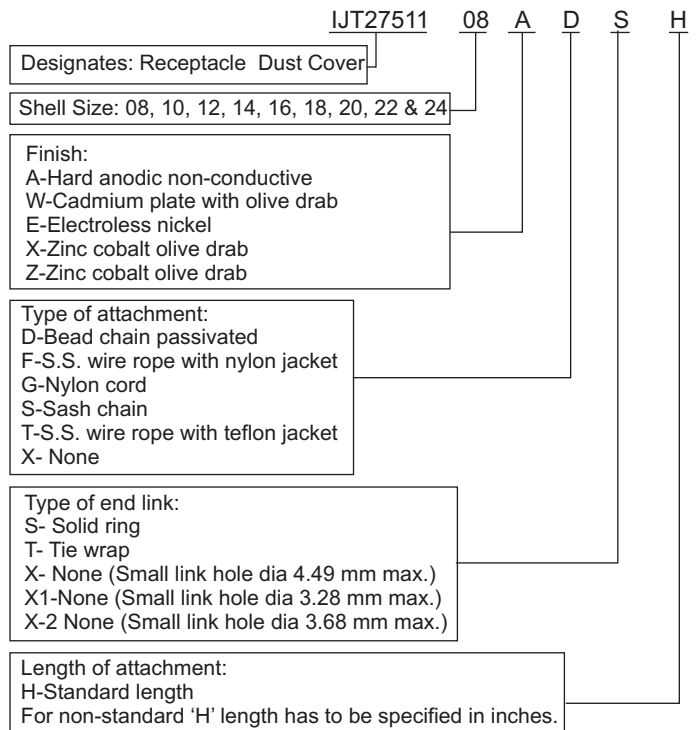 IJT27511 08 A D S H
Designates: Receptacle Dust Cover
Shell Size: 08, 10, 12, 14, 16, 18, 20, 22 & 24
Finish:
A-Hard anodic non-conductive
W-Cadmium plate with olive drab
E-Electroless nickel
X-Zinc cobalt olive drab
Z-Zinc cobalt olive drab
Type of attachment:
D-Bead chain passivated
F-S.S. wire rope with nylon jacket
G-Nylon cord
S-Sash chain
T-S.S. wire rope with teflon jacket
X- None
Type of end link:
S- Solid ring
T- Tie wrap
X- None (Small link hole dia 4.49 mm max.)
X1-None (Small link hole dia 3.28 mm max.)
X-2 None (Small link hole dia 3.68 mm max.)
Length of attachment:
H-Standard length
For non-standard ‘H’ length has to be specified in inches.